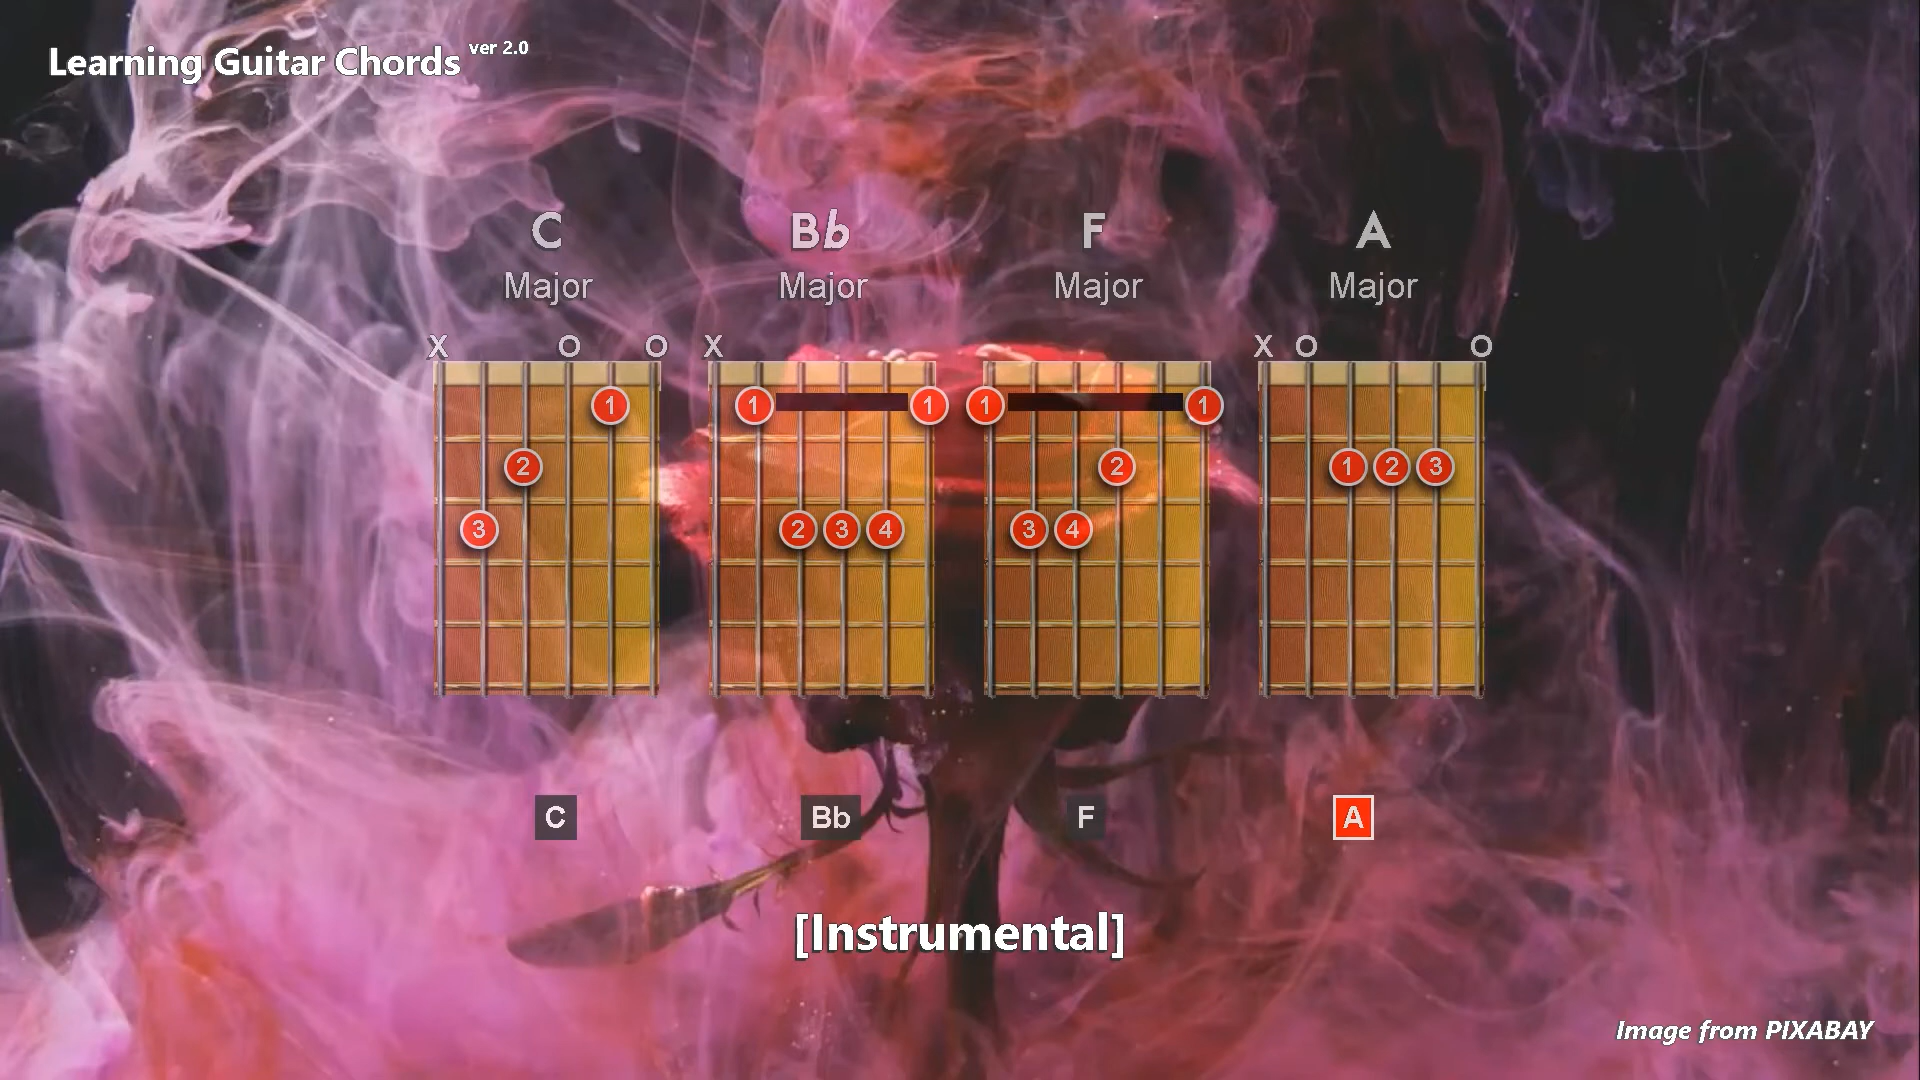 Learning Guitar Chords ver 2.0
C Bb F A
Major Major Major Major
X O O X X O O
1 1 1 1 1
2 2 1 2 3
3 2 3 4 3 4
C Bb F A
[Instrumental]
Image from PIXABAY